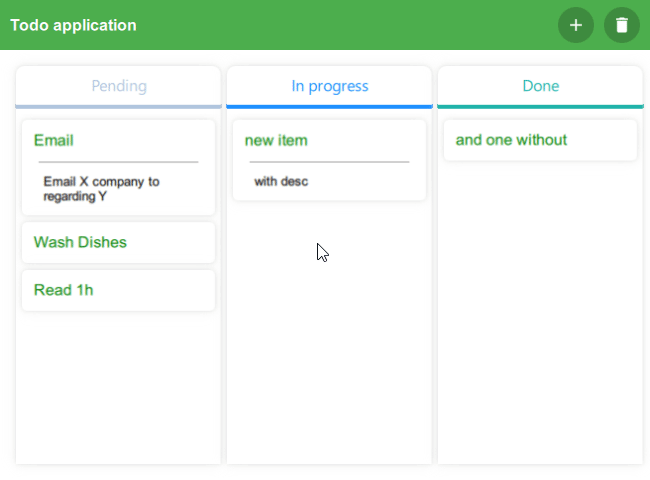 Todo application
Pending
Email
Email X company to
regarding Y
Wash Dishes
Read 1h
In progress
new item
with desc
Done
and one without